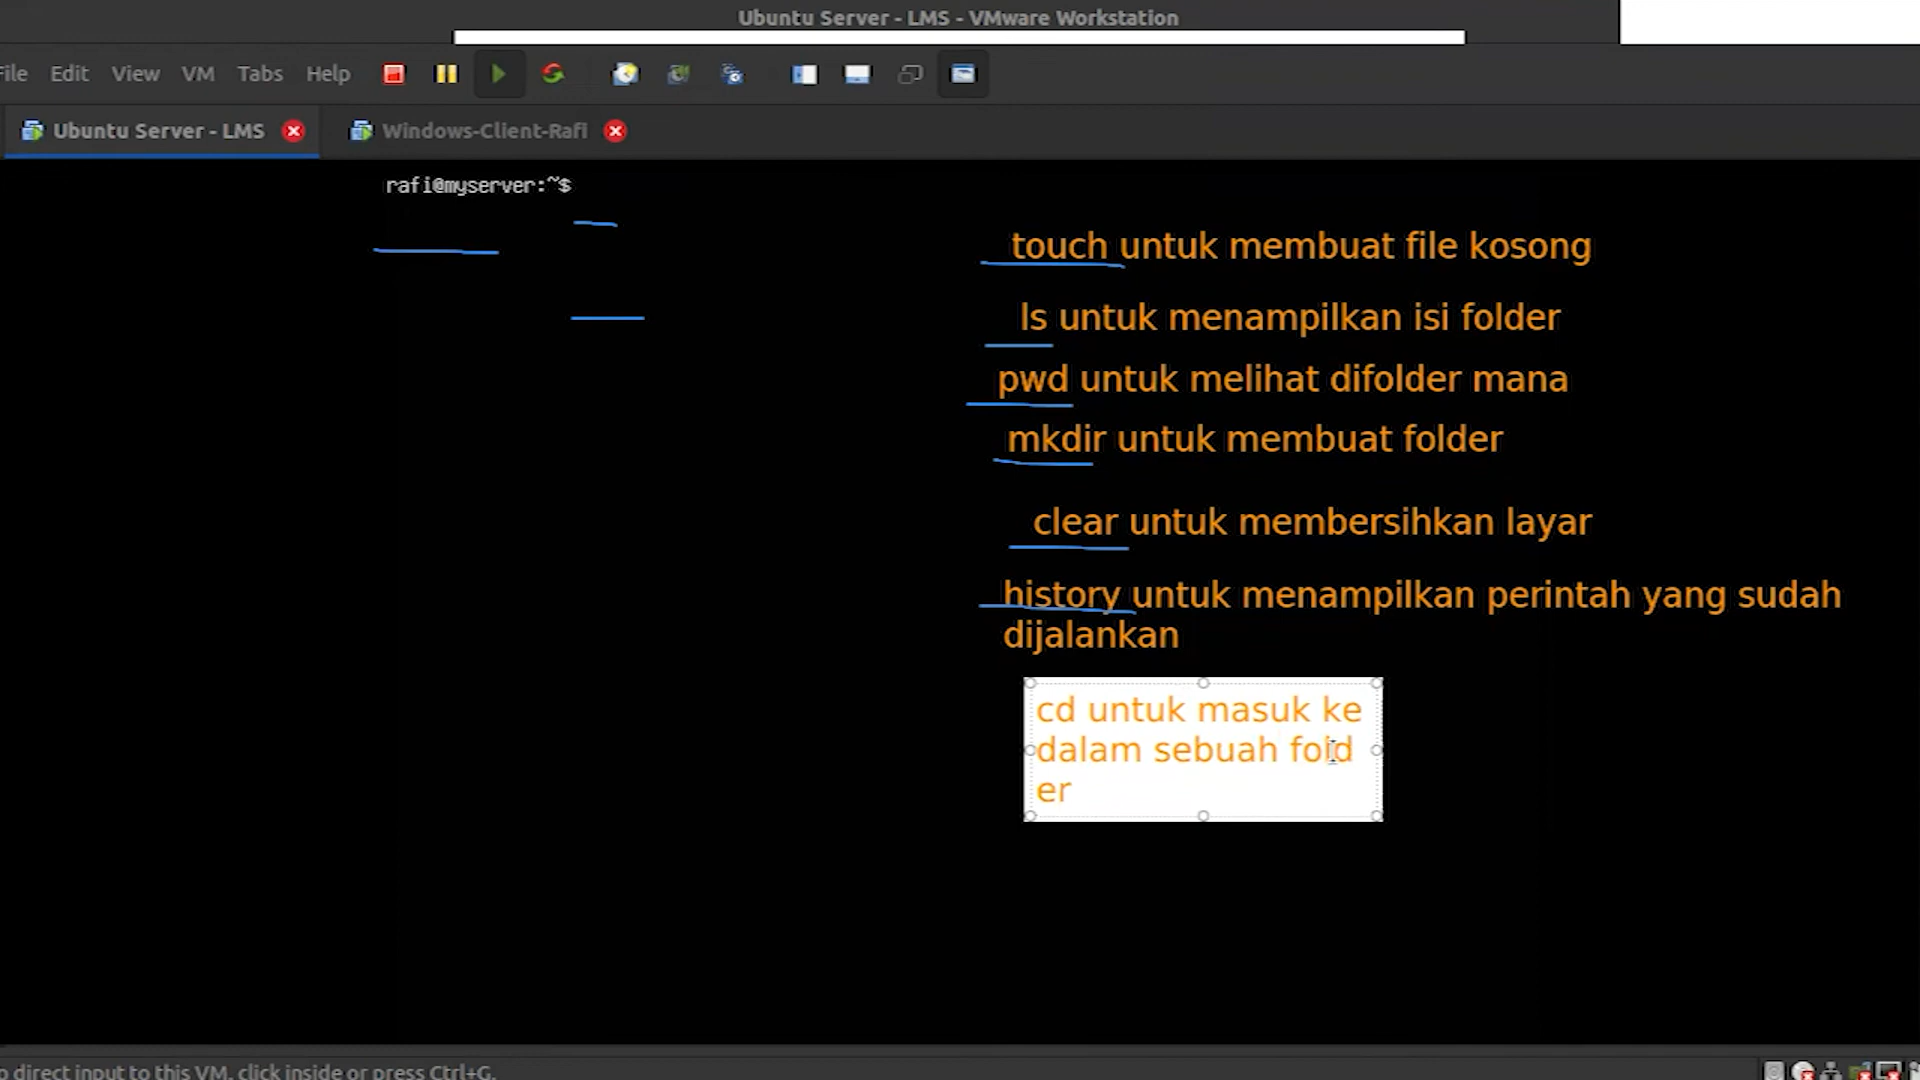 Ubuntu Server - LMS - VMware Workstation
File Edit View VM Tabs Help
Ubuntu Server - LMS Windows-Client-Rafi
rafi@myserver:~$
touch untuk membuat file kosong
ls untuk menampilkan isi folder
pwd untuk melihat difolder mana
mkdir untuk membuat folder
clear untuk membersihkan layar
history untuk menampilkan perintah yang sudah
dijalankan
cd untuk masuk ke
dalam sebuah fold
er
o direct input to this VM, click inside or press Ctrl+G.